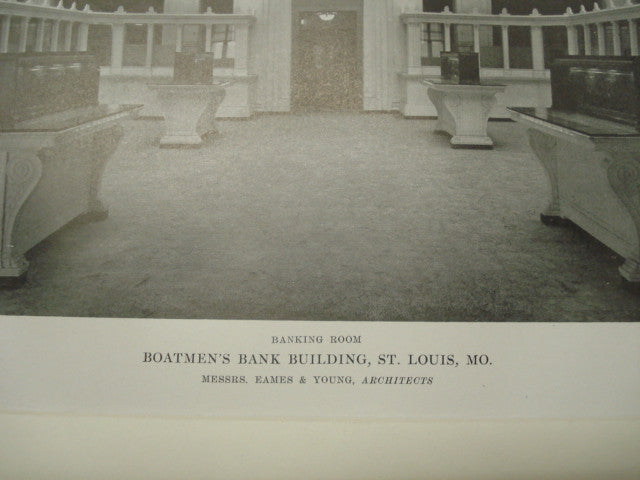 BANKING ROOM
BOATMEN'S BANK BUILDING, ST. LOUIS, MO.
MESSRS. EAMES & YOUNG, ARCHITECTS